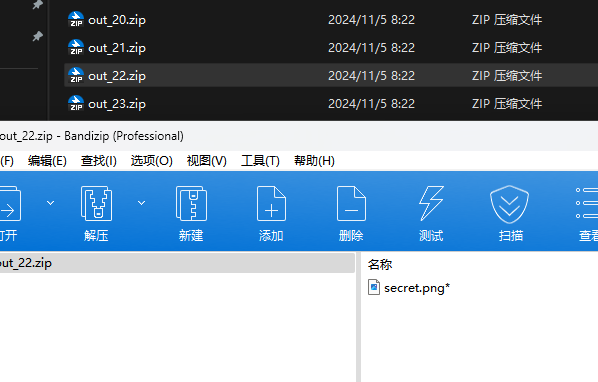 out_20.zip 2024/11/5 8:22 ZIP 压缩文件
out_21.zip 2024/11/5 8:22 ZIP 压缩文件
out_22.zip 2024/11/5 8:22 ZIP 压缩文件
out_23.zip 2024/11/5 8:22 ZIP 压缩文件
out_22.zip - Bandizip (Professional)
(F) 编辑(E) 查找(I) 选项(O) 视图(V) 工具(T) 帮助(H)
打开 解压 新建 添加 删除 测试 扫描 查看
out_22.zip 名称
secret.png*